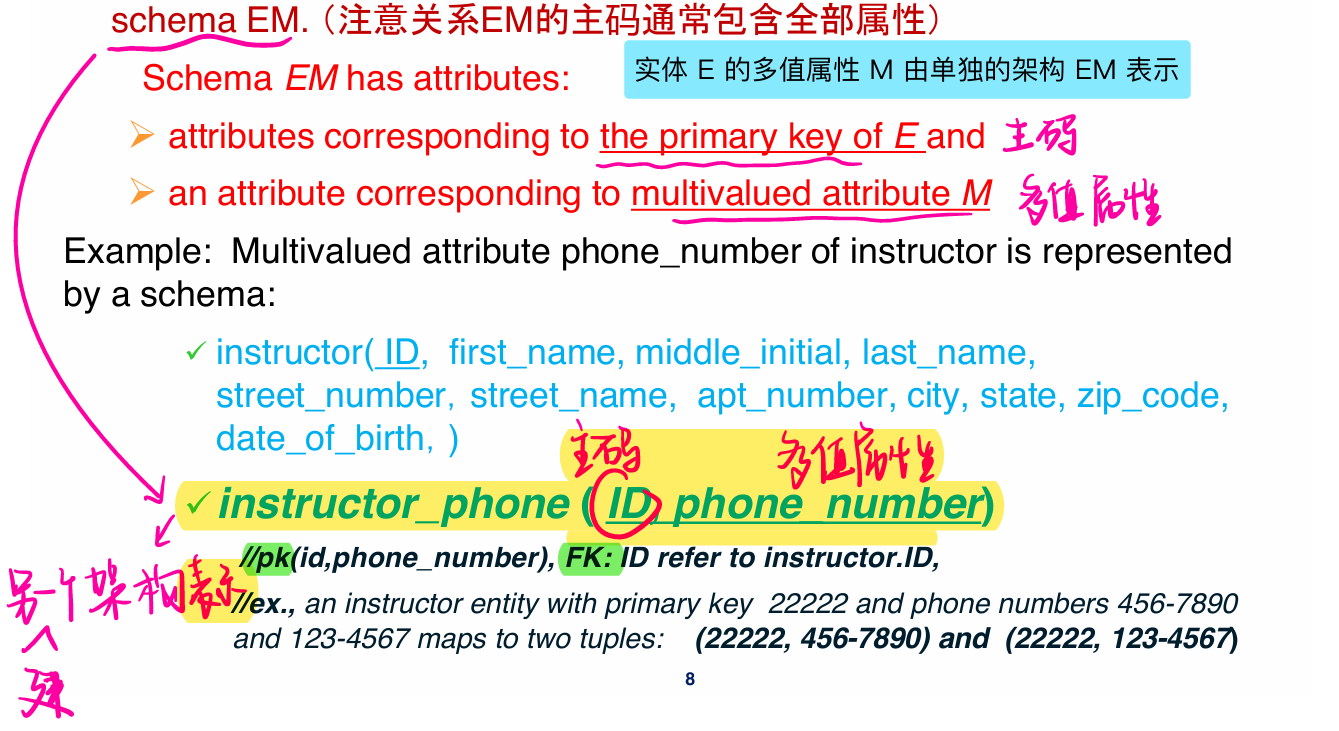 schema EM.（注意关系EM的主码通常包含全部属性）
Schema EM has attributes:
实体 E 的多值属性 M 由单独的架构 EM 表示
attributes corresponding to the primary key of E and 主码
an attribute corresponding to multivalued attribute M 多值属性
Example: Multivalued attribute phone_number of instructor is represented
by a schema:
instructor( ID, first_name, middle_initial, last_name,
street_number, street_name, apt_number, city, state, zip_code,
date_of_birth, )
主码 多值属性
instructor_phone ( ID, phone_number)
//pk(id,phone_number), FK: ID refer to instructor.ID,
另一个架构表示
//ex., an instructor entity with primary key 22222 and phone numbers 456-7890
and 123-4567 maps to two tuples: (22222, 456-7890) and (22222, 123-4567)
8